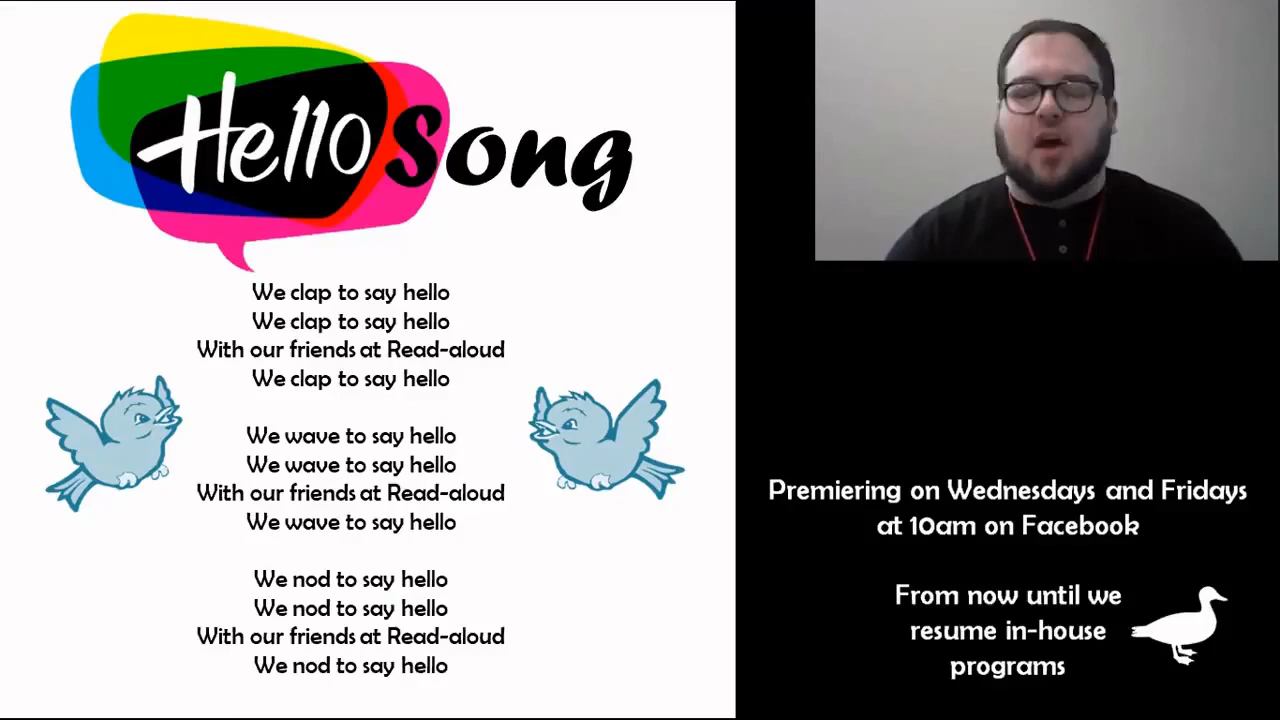 Hello Song
We clap to say hello
We clap to say hello
With our friends at Read-aloud
We clap to say hello
We wave to say hello
We wave to say hello
With our friends at Read-aloud
We wave to say hello
We nod to say hello
We nod to say hello
With our friends at Read-aloud
We nod to say hello
Premiering on Wednesdays and Fridays
at 10am on Facebook
From now until we
resume in-house
programs